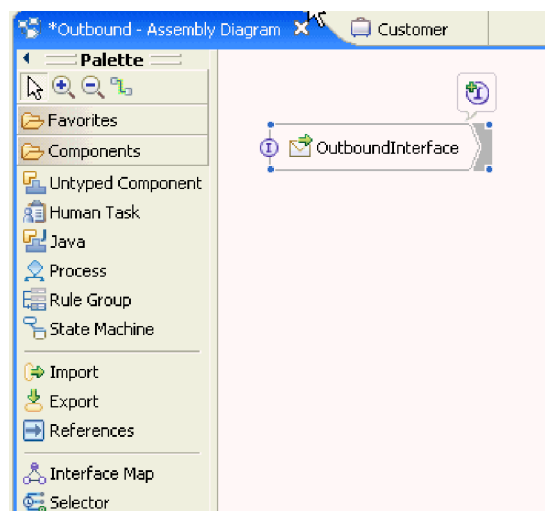 *Outbound - Assembly Diagram
Customer
Palette
Favorites
Components
OutboundInterface
Untyped Component
Human Task
Java
Process
Rule Group
State Machine
Import
Export
References
Interface Map
Selector